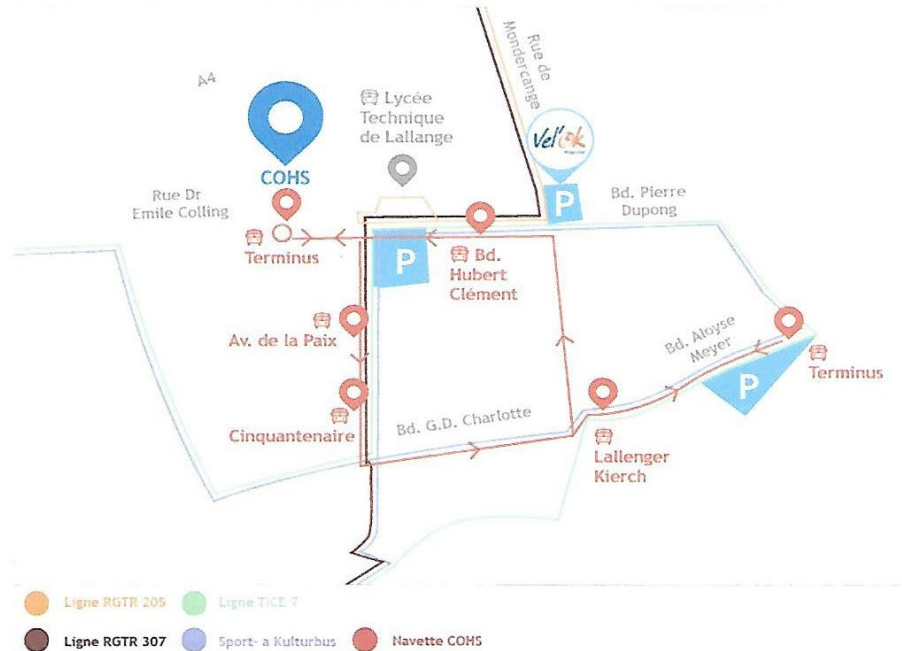 A4
Rue de
Mondercange
Lycée
Technique
de Lallange
Vel'Ok
COHS
Rue Dr
Emile Colling
P
Bd. Pierre
Dupong
Terminus
P
Bd.
Hubert
Clément
Av. de la Paix
Bd. Aloyse
Meyer
P
Terminus
Cinquantenaire
Bd. G.D. Charlotte
Lallenger
Kierch
Ligne RGTR 205
Ligne TICE 7
Ligne RGTR 307
Sport- a Kulturbus
Navette COHS